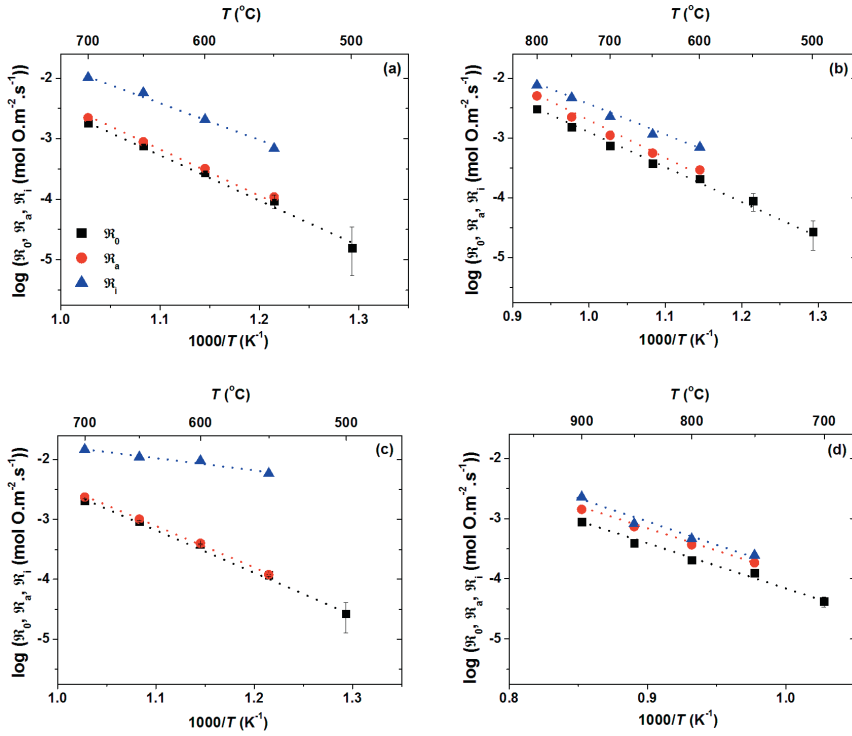 T (°C)
700 600 500
(a)
-2
-3
-4
-5
log (ℜ₀, ℜₐ, ℜᵢ (mol O.m⁻².s⁻¹))
ℜ₀
ℜₐ
ℜᵢ
1.0 1.1 1.2 1.3
1000/T (K⁻¹)
T (°C)
800 700 600 500
(b)
-2
-3
-4
-5
log (ℜ₀, ℜₐ, ℜᵢ (mol O.m⁻².s⁻¹))
0.9 1.0 1.1 1.2 1.3
1000/T (K⁻¹)
T (°C)
700 600 500
(c)
-2
-3
-4
-5
log (ℜ₀, ℜₐ, ℜᵢ (mol O.m⁻².s⁻¹))
1.0 1.1 1.2 1.3
1000/T (K⁻¹)
T (°C)
900 800 700
(d)
-2
-3
-4
-5
log (ℜ₀, ℜₐ, ℜᵢ (mol O.m⁻².s⁻¹))
0.8 0.9 1.0
1000/T (K⁻¹)